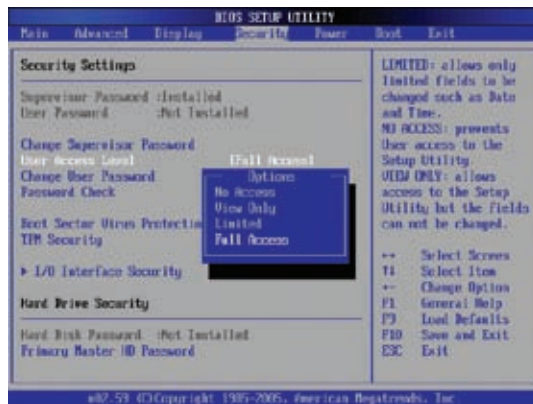 BIOS SETUP UTILITY
Main Advanced Display Security Power Boot Exit
Security Settings
Supervisor Password :Installed
User Password :Not Installed
Change Supervisor Password
User Access Level [Full Access]
Change User Password
Password Check
Boot Sector Virus Protectio
TPM Security
I/O Interface Security
Hard Drive Security
Hard Disk Password :Not Installed
Primary Master HD Password
Options
No Access
View Only
Limited
Full Access
LIMITED: allows only
limited fields to be
changed such as Date
and Time.
NO ACCESS: prevents
User access to the
Setup Utility.
VIEW ONLY: allows
access to the Setup
Utility but the fields
can not be changed.
↔ Select Screen
↑↓ Select Item
+- Change Option
F1 General Help
F9 Load Defaults
F10 Save and Exit
ESC Exit
v02.59 (C)Copyright 1985-2005, American Megatrends, Inc.